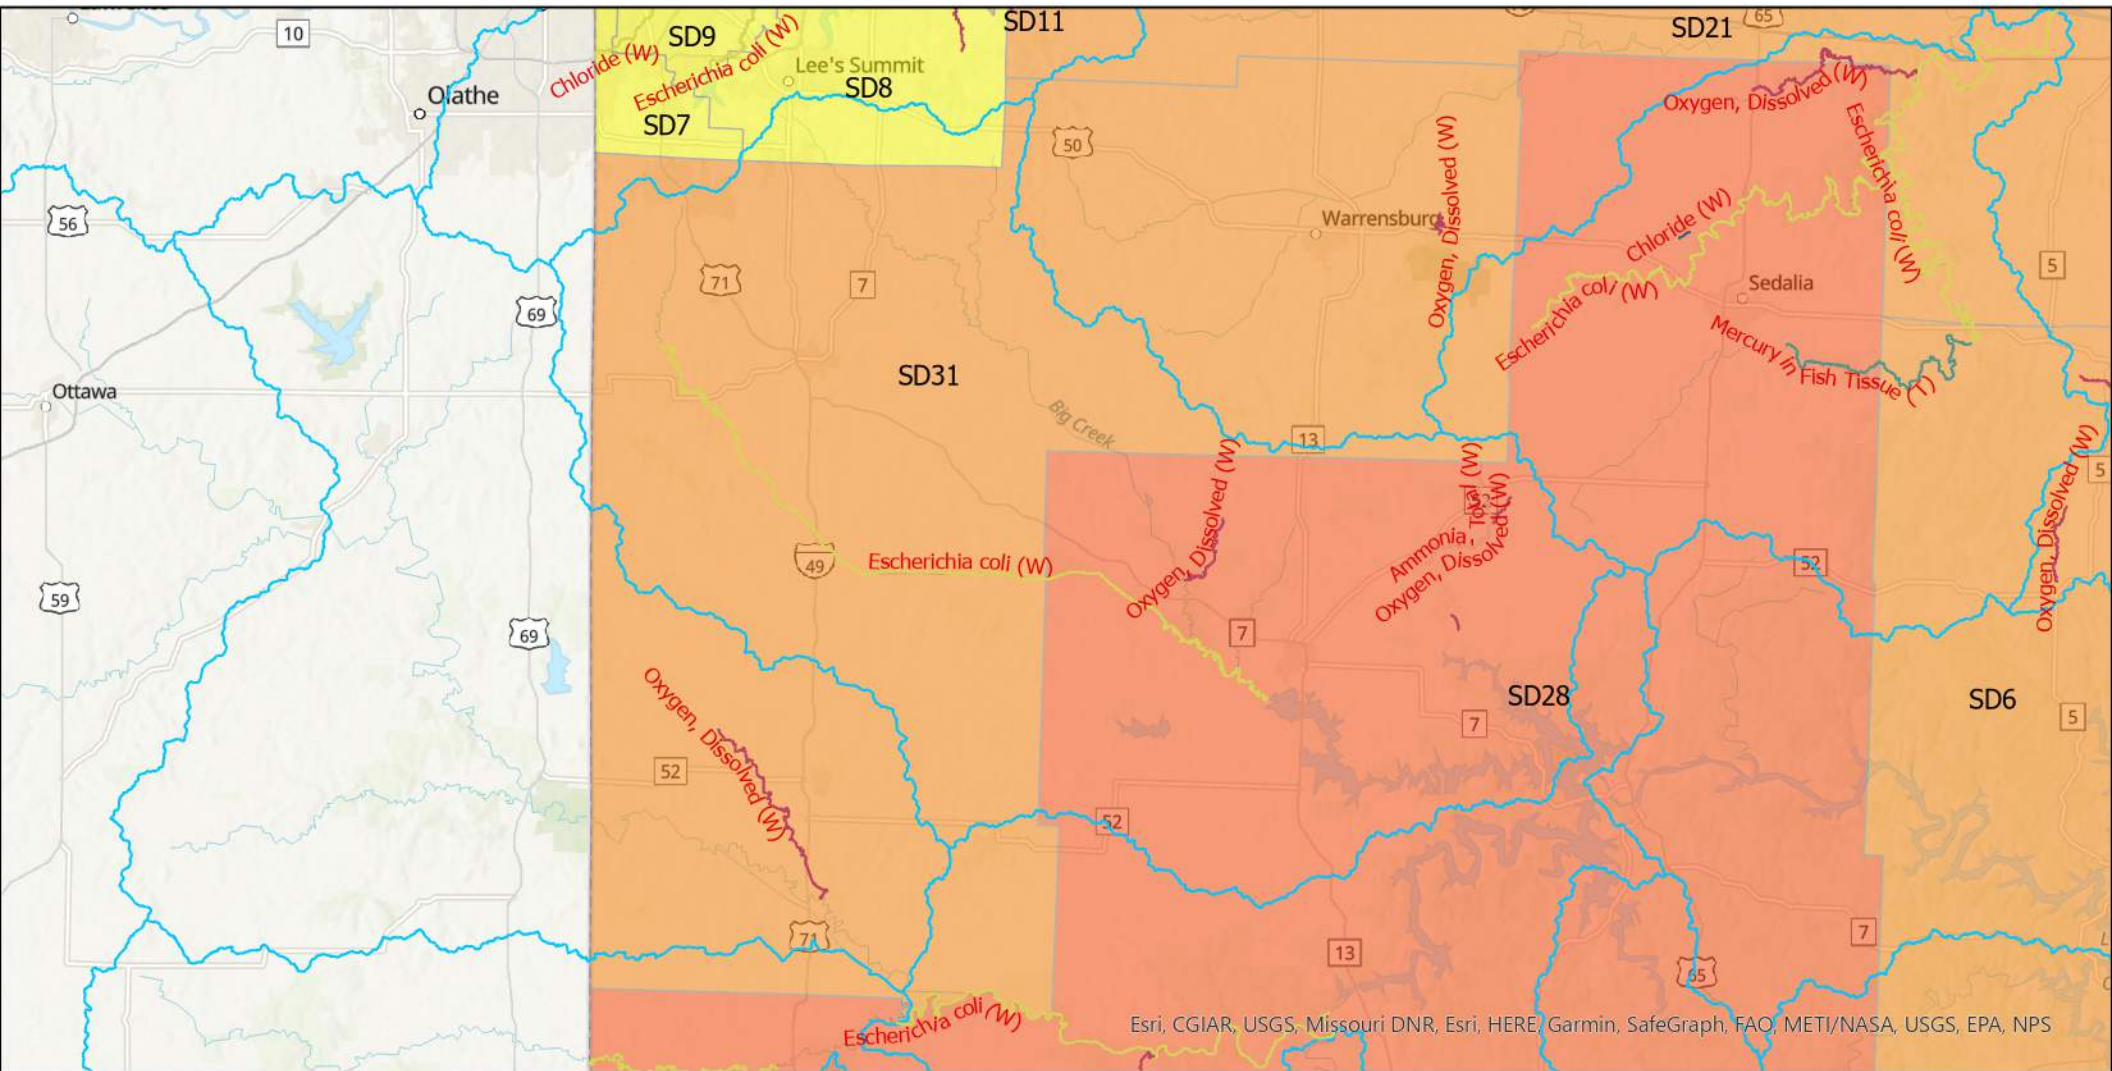 10
SD9
SD11
SD21
65
Chloride (W)
Escherichia coli (W)
Lee's Summit
SD8
Olathe
SD7
Oxygen, Dissolved (W)
50
Oxygen, Dissolved (W)
Escherichia coli (W)
56
Warrensburg
Chloride (W)
5
71
7
Sedalia
69
Escherichia coli (W)
Mercury in Fish Tissue (T)
SD31
Ottawa
Big Creek
13
5
Oxygen, Dissolved (W)
Ammonia, Total (W)
Oxygen, Dissolved (W)
Oxygen, Dissolved (W)
49
Escherichia coli (W)
52
59
69
7
Oxygen, Dissolved (W)
SD28
SD6
7
5
52
52
71
13
7
65
Escherichia coli (W)
Esri, CGIAR, USGS, Missouri DNR, Esri, HERE, Garmin, SafeGraph, FAO, METI/NASA, USGS, EPA, NPS